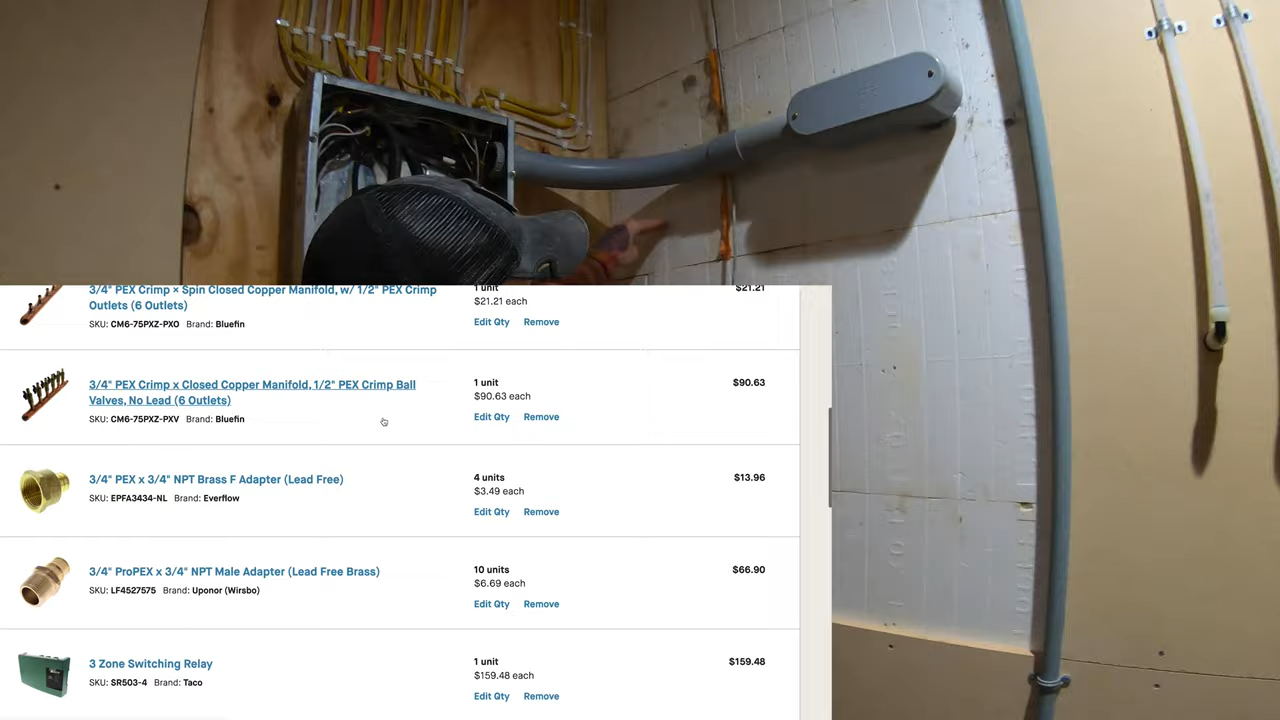 3/4" PEX Crimp × Spin Closed Copper Manifold, w/ 1/2" PEX Crimp
Outlets (6 Outlets)
SKU: CM6-75PXZ-PXO Brand: Bluefin
1 unit
$21.21 each
Edit Qty Remove
$21.21
3/4" PEX Crimp x Closed Copper Manifold, 1/2" PEX Crimp Ball
Valves, No Lead (6 Outlets)
SKU: CM6-75PXZ-PXV Brand: Bluefin
1 unit
$90.63 each
Edit Qty Remove
$90.63
3/4" PEX x 3/4" NPT Brass F Adapter (Lead Free)
SKU: EPFA3434-NL Brand: Everflow
4 units
$3.49 each
Edit Qty Remove
$13.96
3/4" ProPEX x 3/4" NPT Male Adapter (Lead Free Brass)
SKU: LF4527575 Brand: Uponor (Wirsbo)
10 units
$6.69 each
Edit Qty Remove
$66.90
3 Zone Switching Relay
SKU: SR503-4 Brand: Taco
1 unit
$159.48 each
Edit Qty Remove
$159.48